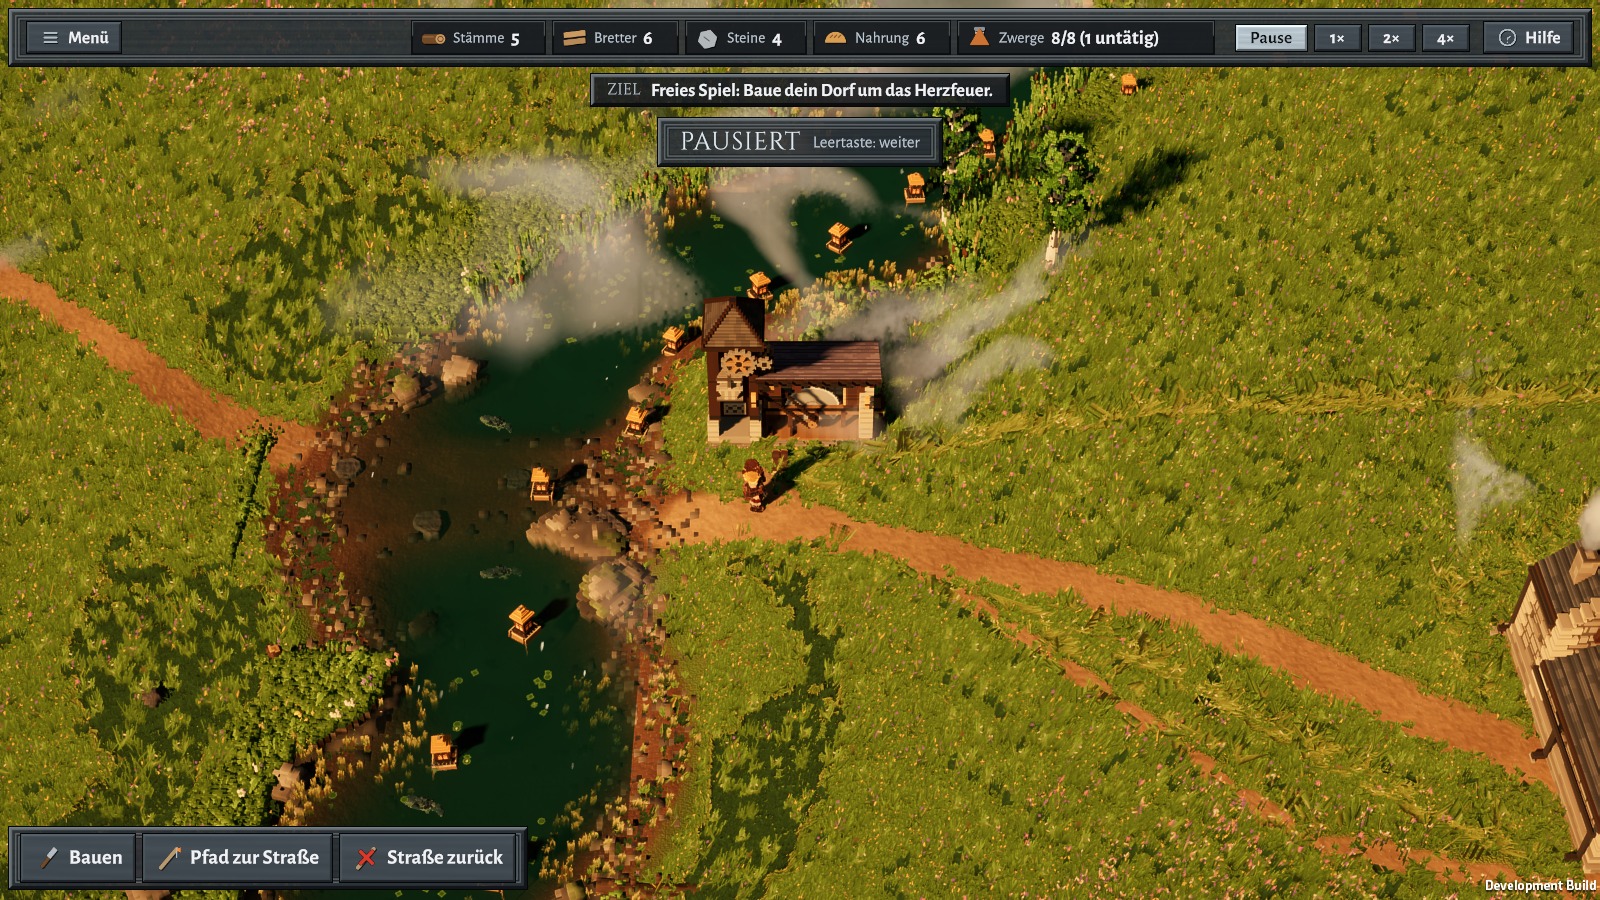 Menü
Stämme 5
Bretter 6
Steine 4
Nahrung 6
Zwerge 8/8 (1 untätig)
Pause
1×
2×
4×
Hilfe
ZIEL Freies Spiel: Baue dein Dorf um das Herzfeuer.
PAUSIERT Leertaste: weiter
Bauen
Pfad zur Straße
Straße zurück
Development Build